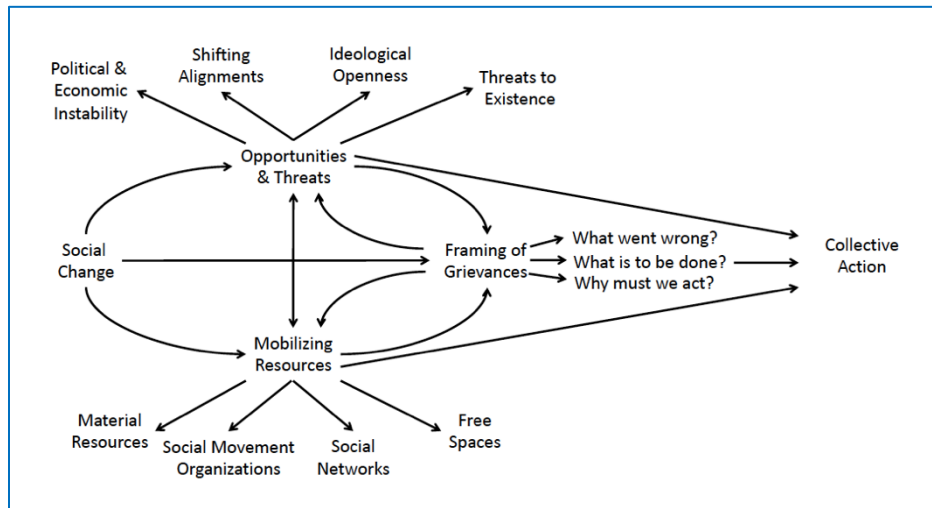 Political &
Economic
Instability
Shifting
Alignments
Ideological
Openness
Threats to
Existence
Opportunities
& Threats
Social
Change
Framing of
Grievances
What went wrong?
What is to be done?
Why must we act?
Collective
Action
Mobilizing
Resources
Material
Resources
Social Movement
Organizations
Social
Networks
Free
Spaces